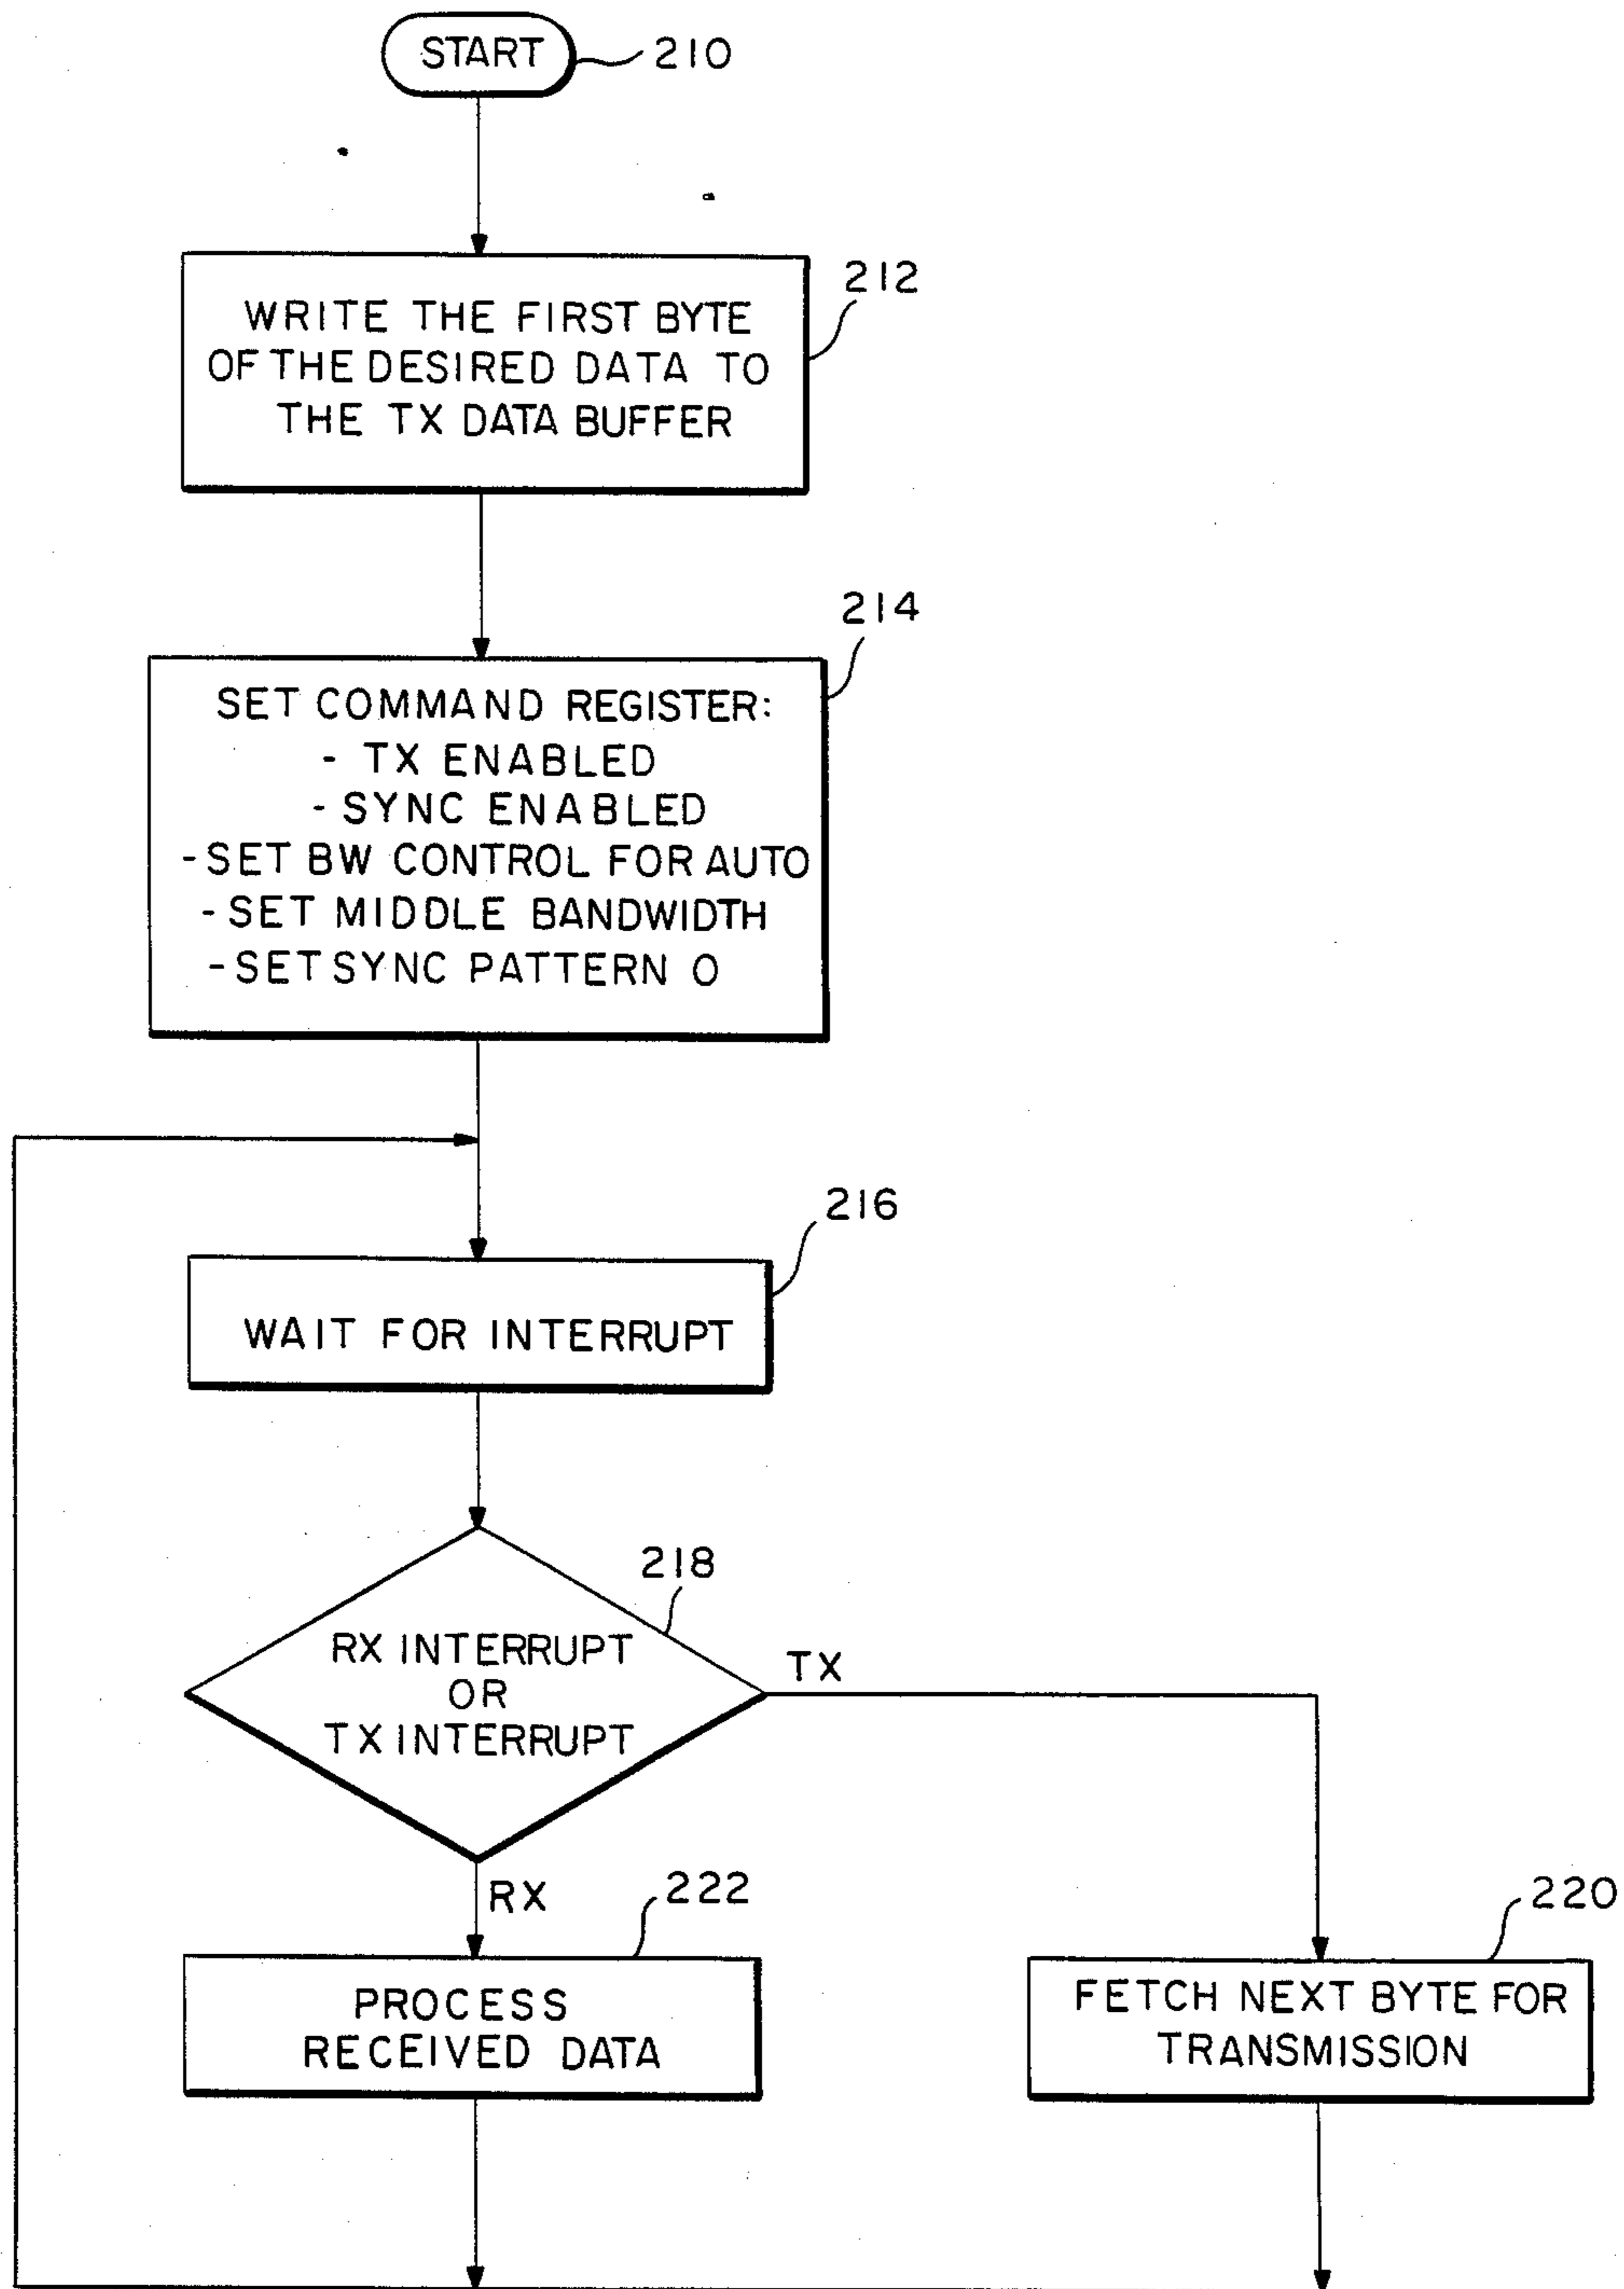 START 210
212
WRITE THE FIRST BYTE
OF THE DESIRED DATA TO
THE TX DATA BUFFER
214
SET COMMAND REGISTER:
- TX ENABLED
- SYNC ENABLED
- SET BW CONTROL FOR AUTO
- SET MIDDLE BANDWIDTH
- SET SYNC PATTERN 0
216
WAIT FOR INTERRUPT
218
RX INTERRUPT
OR
TX INTERRUPT
TX
RX
222
220
PROCESS
RECEIVED DATA
FETCH NEXT BYTE FOR
TRANSMISSION